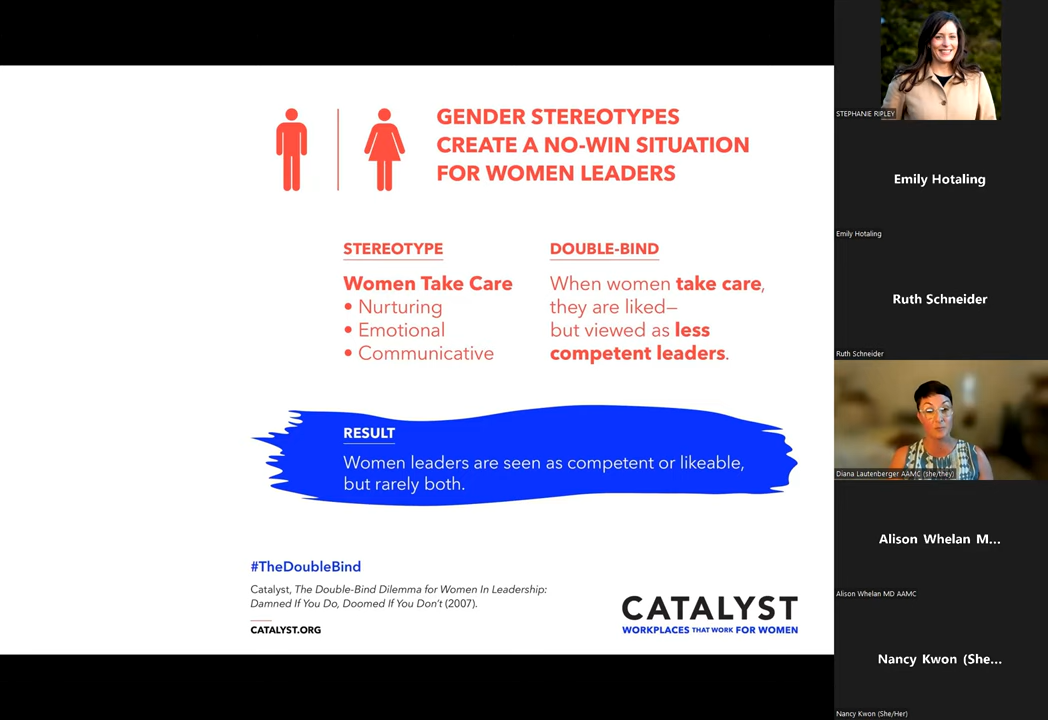 GENDER STEREOTYPES
CREATE A NO-WIN SITUATION
FOR WOMEN LEADERS
STEREOTYPE
Women Take Care
• Nurturing
• Emotional
• Communicative
DOUBLE-BIND
When women take care,
they are liked—
but viewed as less
competent leaders.
RESULT
Women leaders are seen as competent or likeable,
but rarely both.
#TheDoubleBind
Catalyst, The Double-Bind Dilemma for Women In Leadership:
Damned If You Do, Doomed If You Don't (2007).
CATALYST.ORG
CATALYST
WORKPLACES THAT WORK FOR WOMEN
STEPHANIE RIPLEY
Emily Hotaling
Emily Hotaling
Ruth Schneider
Ruth Schneider
Diana Lautenberger AAMC (she/they)
Alison Whelan M...
Alison Whelan MD AAMC
Nancy Kwon (She...
Nancy Kwon (She/Her)